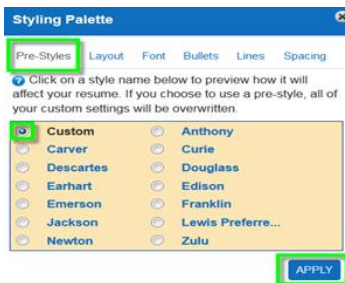 Styling Palette
Pre-Styles Layout Font Bullets Lines Spacing
Click on a style name below to preview how it will
affect your resume. If you choose to use a pre-style, all of
your custom settings will be overwritten.
Custom Anthony
Carver Curie
Descartes Douglass
Earhart Edison
Emerson Franklin
Jackson Lewis Preferre...
Newton Zulu
APPLY